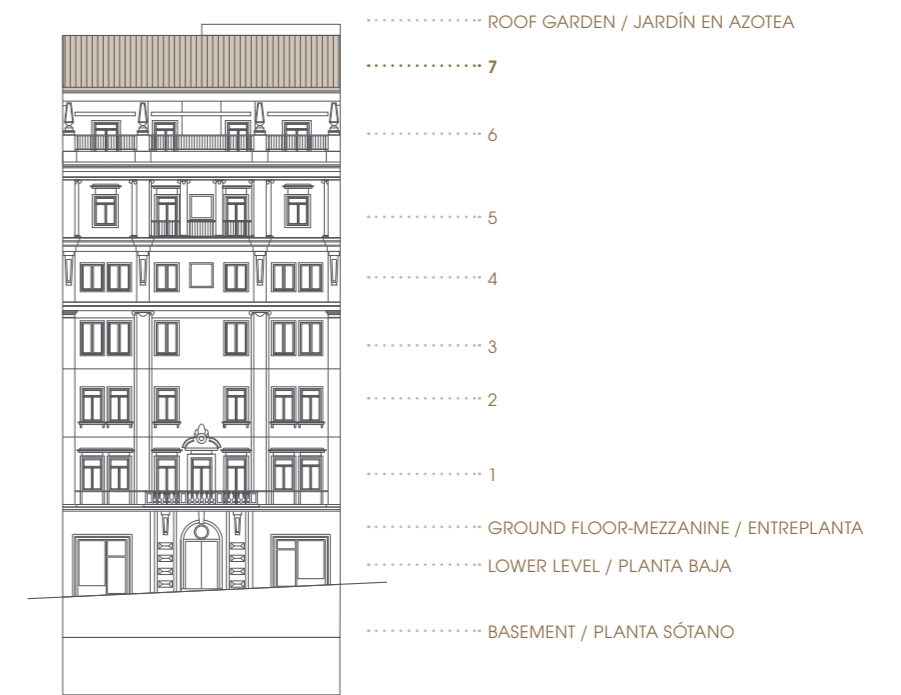 ROOF GARDEN / JARDÍN EN AZOTEA
7
6
5
4
3
2
1
GROUND FLOOR-MEZZANINE / ENTREPLANTA
LOWER LEVEL / PLANTA BAJA
BASEMENT / PLANTA SÓTANO